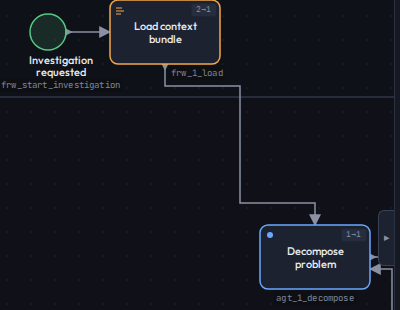 2→1
Load context
bundle
Investigation
requested
frw_1_load
frw_start_investigation
1→1
Decompose
problem
agt_1_decompose